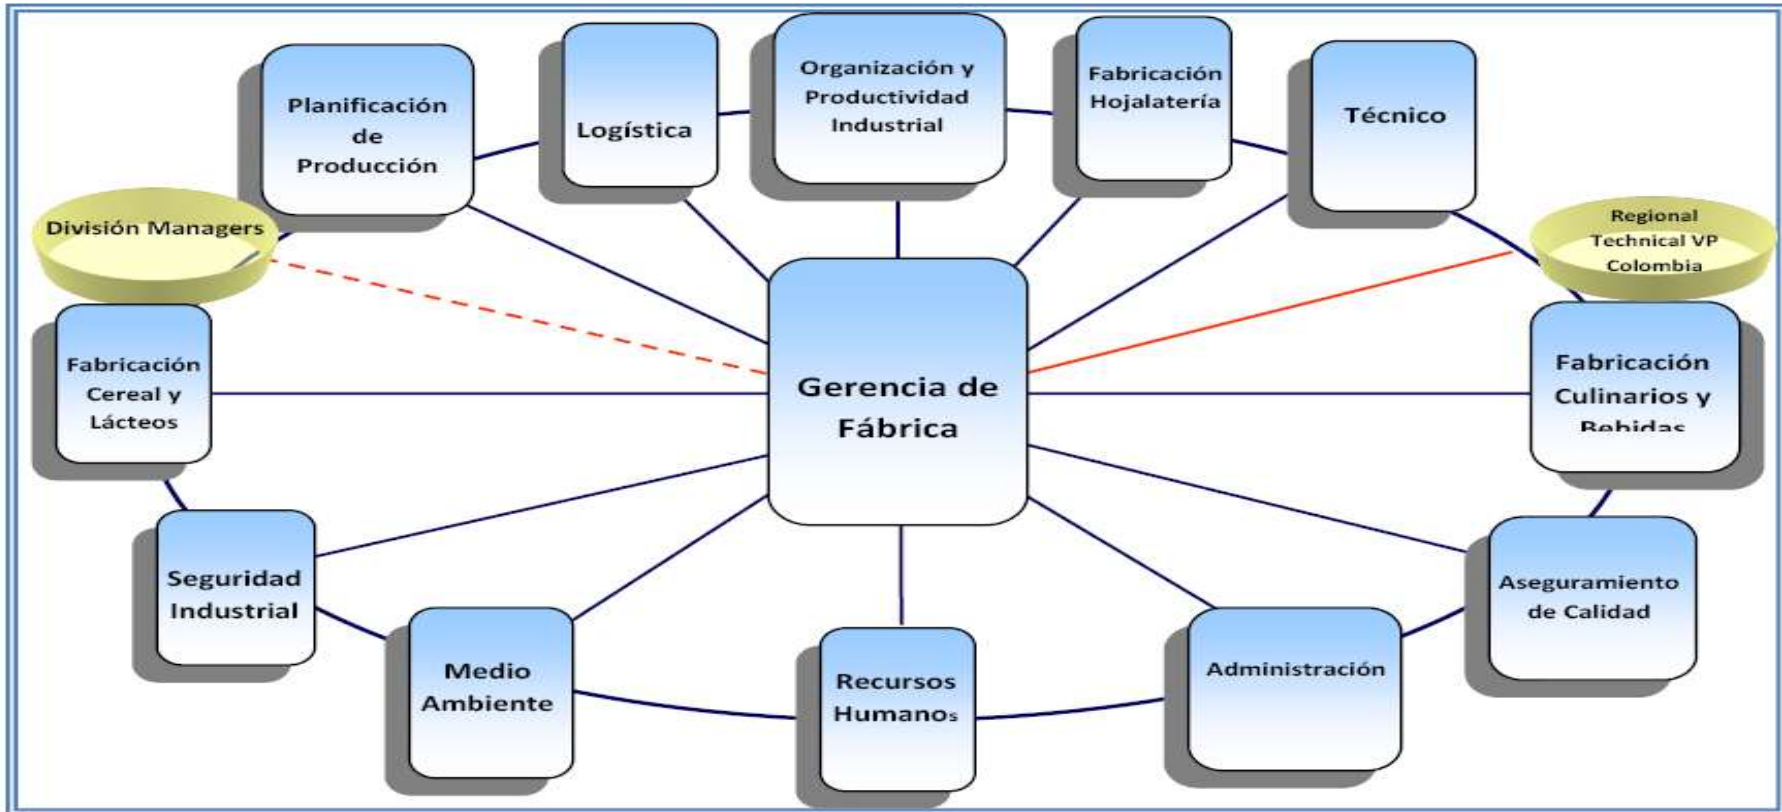 Planificación
de
Producción
Logística
Organización y
Productividad
Industrial
Fabricación
Hojalatería
Técnico
División Managers
Regional
Technical VP
Colombia
Fabricación
Cereal y
Lácteos
Gerencia de
Fábrica
Fabricación
Culinarios y
Bebidas
Seguridad
Industrial
Aseguramiento
de Calidad
Medio
Ambiente
Recursos
Humanos
Administración